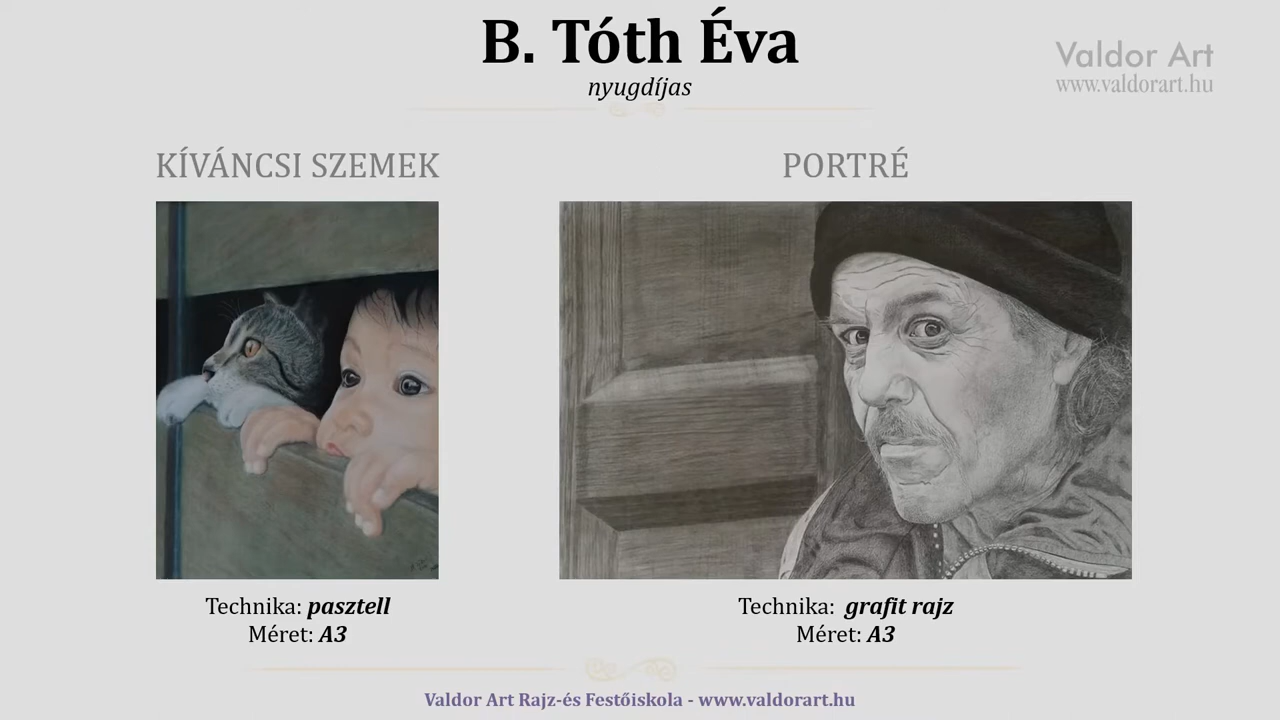 B. Tóth Éva
nyugdíjas
Valdor Art
www.valdorart.hu
KÍVÁNCSI SZEMEK
Technika: pasztell
Méret: A3
PORTRÉ
Technika: grafit rajz
Méret: A3
Valdor Art Rajz-és Festőiskola - www.valdorart.hu